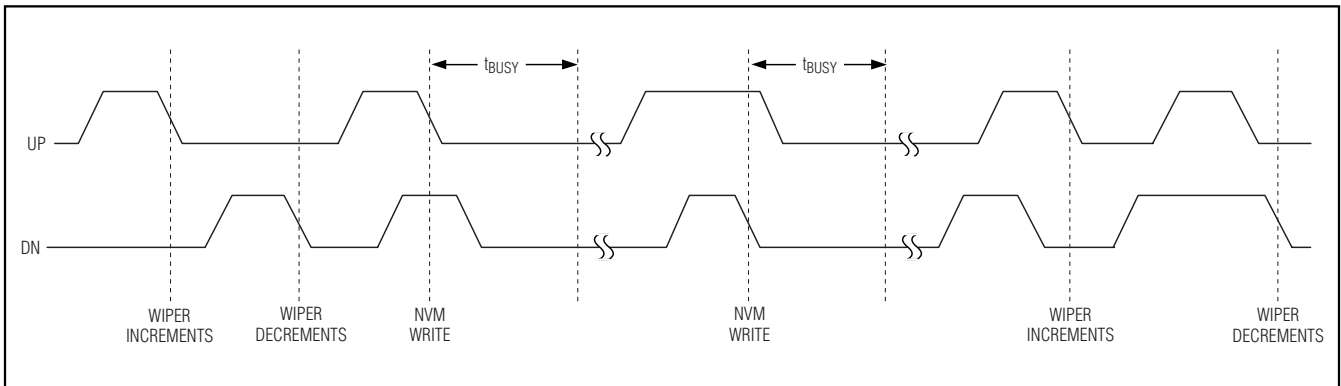 tBUSY
tBUSY
UP
DN
WIPER
INCREMENTS
WIPER
DECREMENTS
NVM
WRITE
NVM
WRITE
WIPER
INCREMENTS
WIPER
DECREMENTS